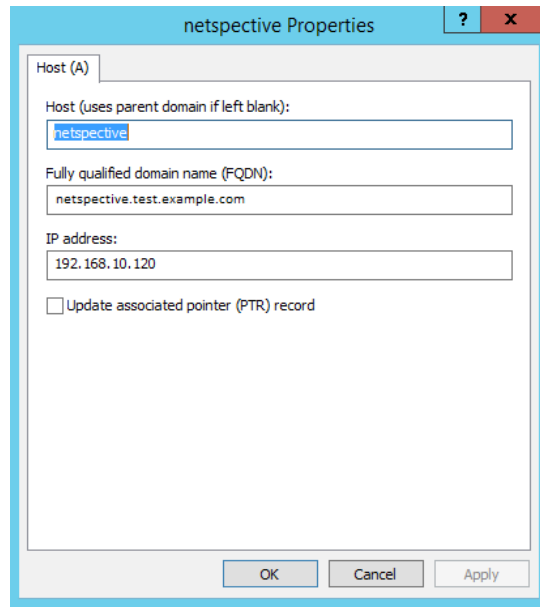 netspective Properties
?
x
Host (A)
Host (uses parent domain if left blank):
netspective
Fully qualified domain name (FQDN):
netspective.test.example.com
IP address:
192.168.10.120
Update associated pointer (PTR) record
OK
Cancel
Apply